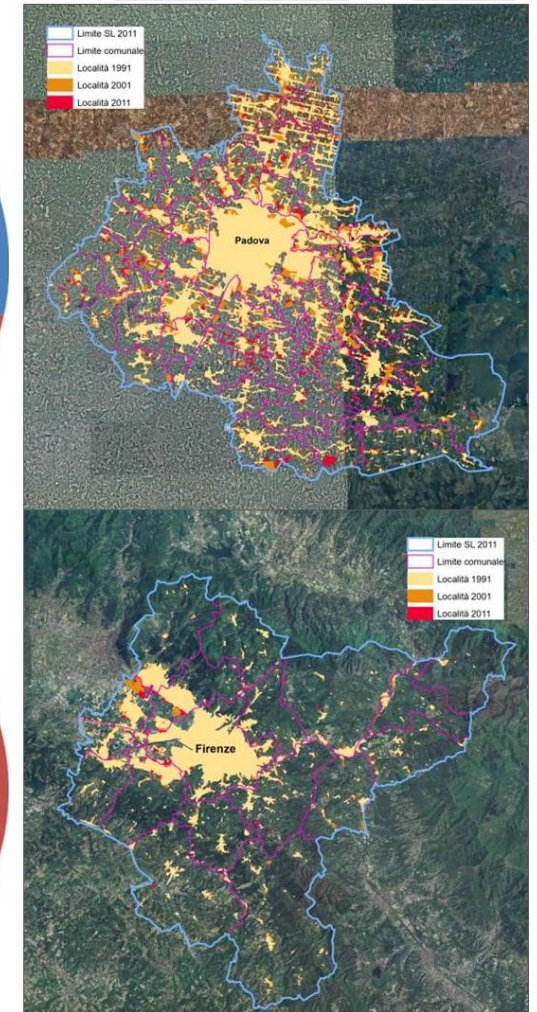 Limite SL 2011
Limite comunale
Località 1991
Località 2001
Località 2011
Padova
Limite SL 2011
Limite comunale
Località 1991
Località 2001
Località 2011
Firenze